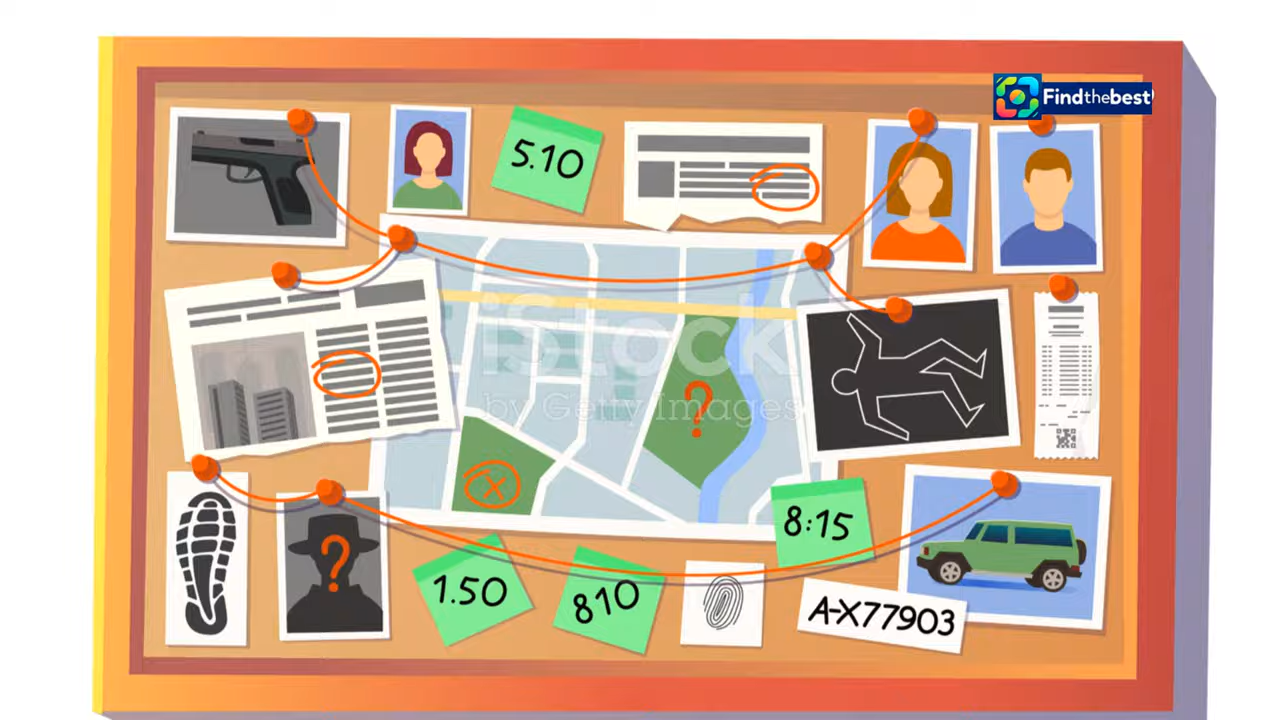 Findthebest
5.10
iStock
by Getty Images
?
?
X
8:15
1.50
810
A-X77903